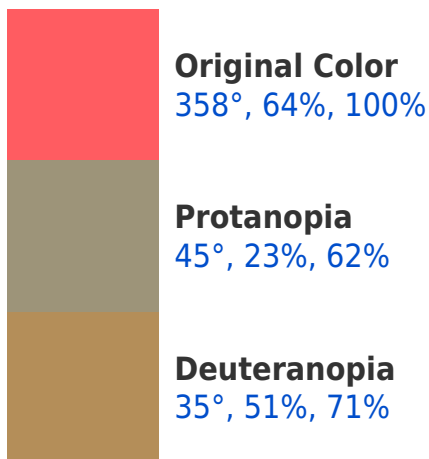 Original Color
358°, 64%, 100%
Protanopia
45°, 23%, 62%
Deuteranopia
35°, 51%, 71%